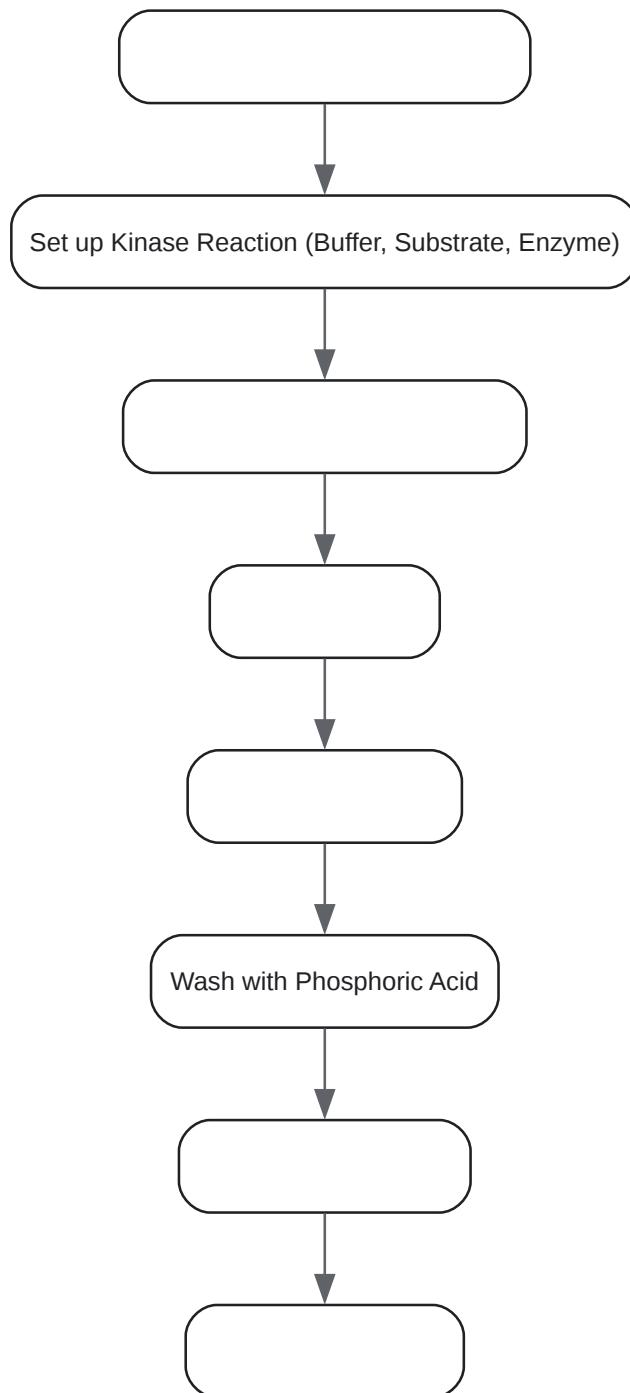 Set up Kinase Reaction (Buffer, Substrate, Enzyme)
Wash with Phosphoric Acid